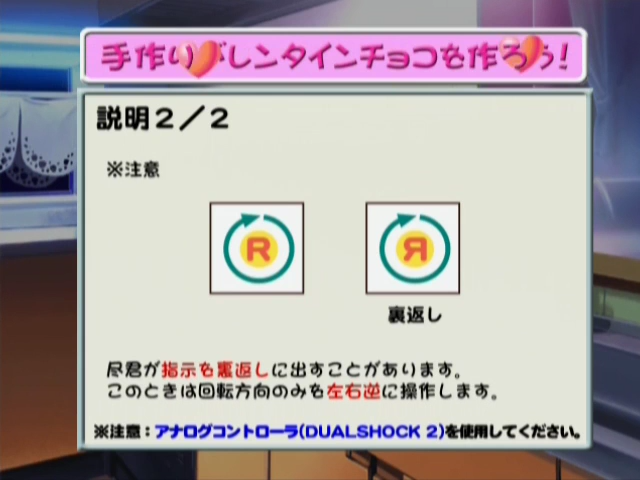 手作りバレンタインチョコを作ろう!
説明2/2
※注意
R
R
裏返し
尽君が指示を裏返しに出すことがあります。
このときは回転方向のみを左右逆に操作します。
※注意:アナログコントローラ(DUALSHOCK 2)を使用してください。